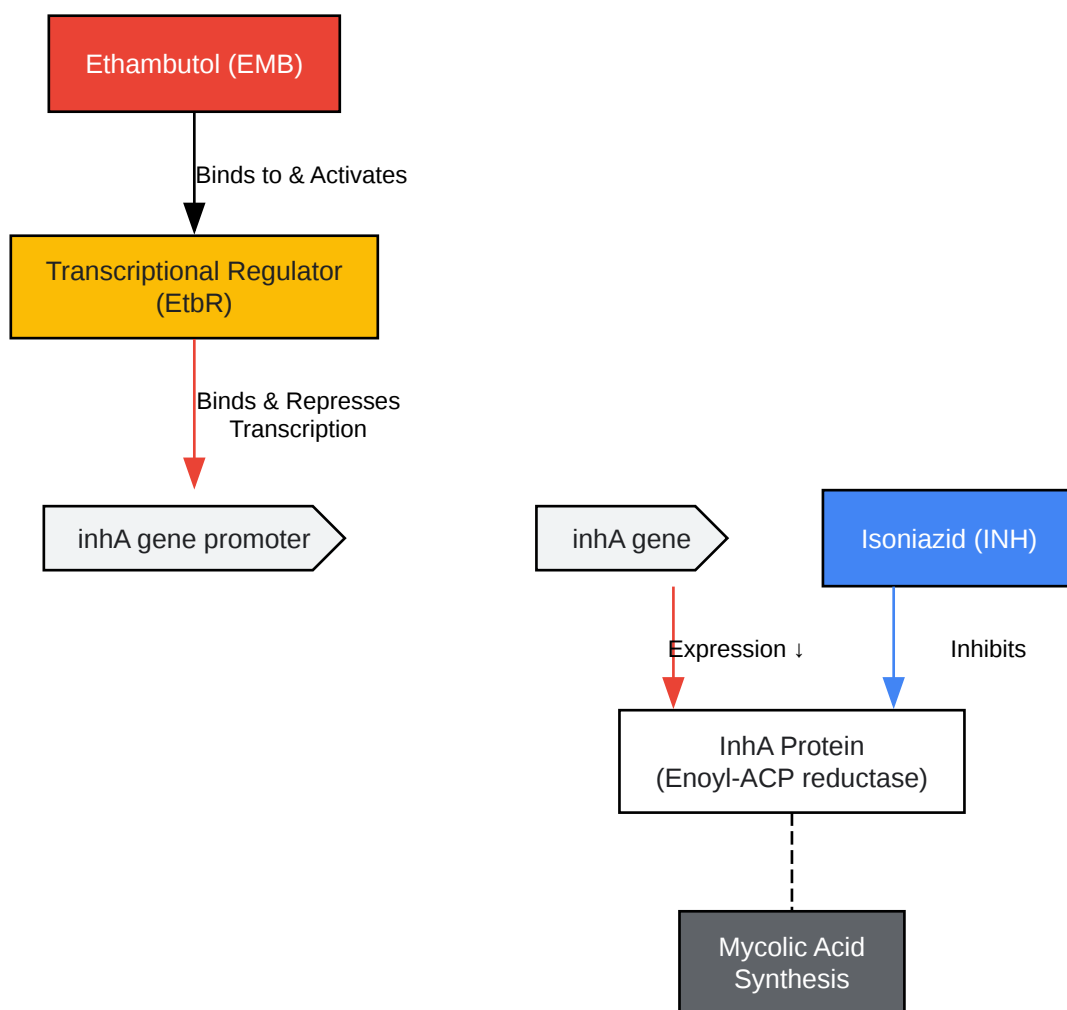 Ethambutol (EMB)
Binds to & Activates
Transcriptional Regulator
(EtbR)
Binds & Represses
Transcription
inhA gene promoter
inhA gene
Isoniazid (INH)
Expression ↓
Inhibits
InhA Protein
(Enoyl-ACP reductase)
Mycolic Acid
Synthesis